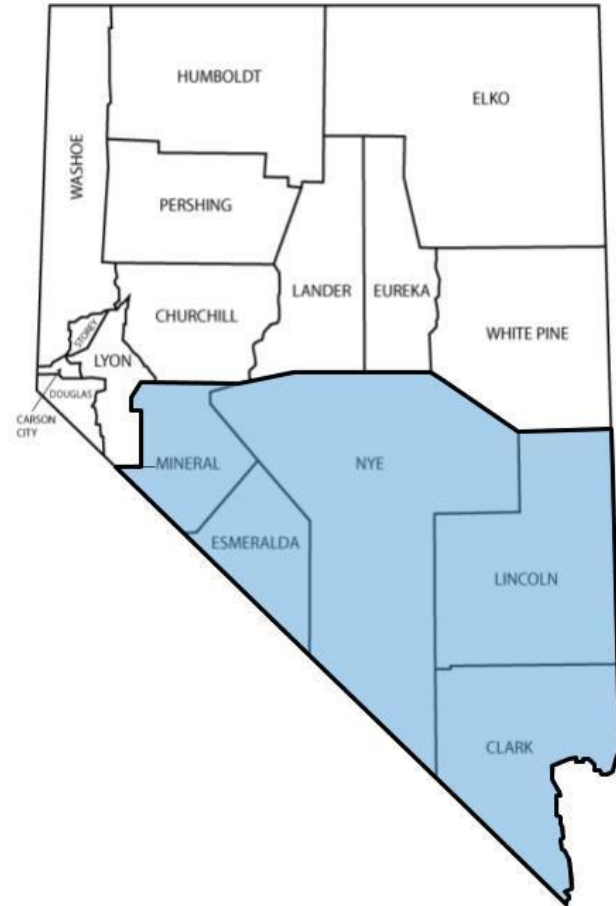 HUMBOLDT
ELKO
WASHOE
PERSHING
LANDER
EUREKA
CHURCHILL
WHITE PINE
STOREY
LYON
DOUGLAS
CARSON
CITY
MINERAL
NYE
ESMERALDA
LINCOLN
CLARK